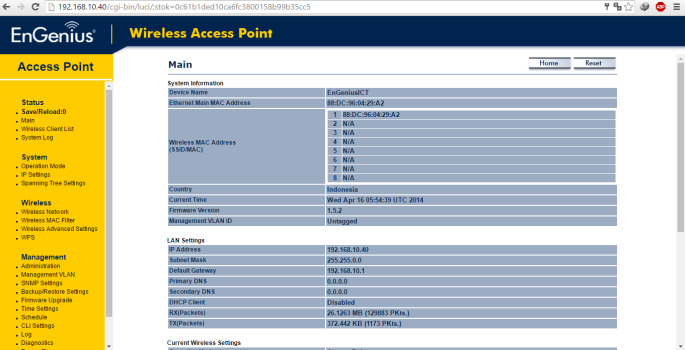 192.168.10.40/cgi-bin/luci/;stok=0c61b1ded10ca6fc3800158b99b35cc5
EnGenius®
Wireless Access Point
Access Point
Status
Save/Reload:0
Main
Wireless Client List
System Log
System
Operation Mode
IP Settings
Spanning Tree Settings
Wireless
Wireless Network
Wireless MAC Filter
Wireless Advanced Settings
WPS
Management
Administration
Management VLAN
SNMP Settings
Backup/Restore Settings
Firmware Upgrade
Time Settings
Schedule
CLI Settings
Log
Diagnostics
Main
Home Reset
System Information
Device Name EnGeniusICT
Ethernet Main MAC Address 88:DC:96:04:29:A2
Wireless MAC Address
(SSID/MAC)
1 88:DC:96:04:29:A2
2 N/A
3 N/A
4 N/A
5 N/A
6 N/A
7 N/A
8 N/A
Country Indonesia
Current Time Wed Apr 16 05:54:39 UTC 2014
Firmware Version 1.5.2
Management VLAN ID Untagged
LAN Settings
IP Address 192.168.10.40
Subnet Mask 255.255.0.0
Default Gateway 192.168.10.1
Primary DNS 0.0.0.0
Secondary DNS 0.0.0.0
DHCP Client Disabled
RX(Packets) 26.1263 MB (129883 PKts.)
TX(Packets) 372.442 KB (1173 PKts.)
Current Wireless Settings